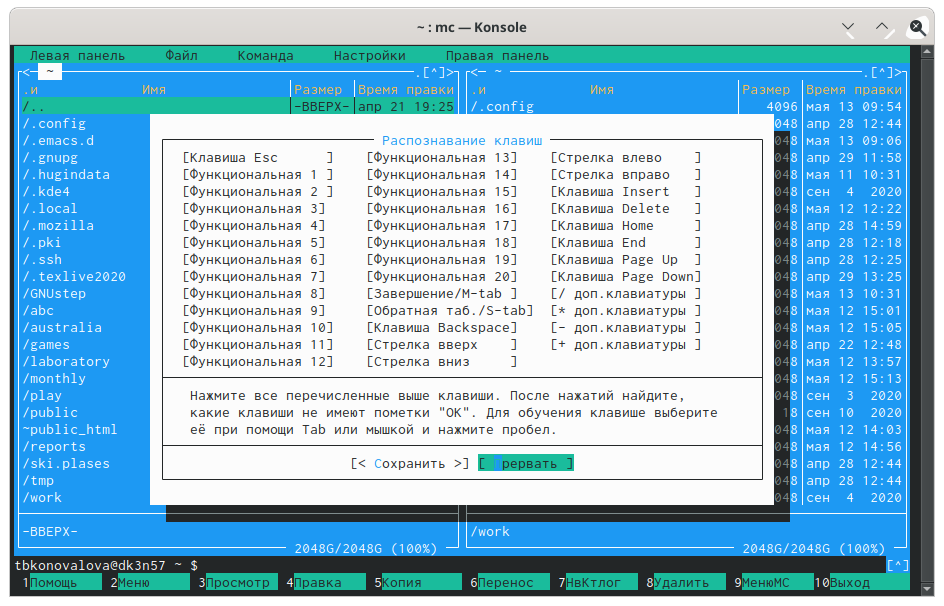 ~ : mc — Konsole
Левая панель Файл Команда Настройки Правая панель
<— ~ .[^]> <— ~ .[^]>
.и Имя Размер Время правки .и Имя Размер Время правки
/.. -ВВЕРХ- апр 21 19:25 /.config 4096 мая 13 09:54
/.config 048 апр 28 12:44
/.emacs.d Распознавание клавиш 048 мая 13 09:06
/.gnupg [Клавиша Esc ] [Функциональная 13] [Стрелка влево ] 048 апр 29 11:58
/.hugindata [Функциональная 1 ] [Функциональная 14] [Стрелка вправо ] 048 мая 11 10:31
/.kde4 [Функциональная 2 ] [Функциональная 15] [Клавиша Insert ] 048 сен 4 2020
/.local [Функциональная 3] [Функциональная 16] [Клавиша Delete ] 048 мая 12 12:22
/.mozilla [Функциональная 4] [Функциональная 17] [Клавиша Home ] 048 апр 28 14:59
/.pki [Функциональная 5] [Функциональная 18] [Клавиша End ] 048 апр 28 12:18
/.ssh [Функциональная 6] [Функциональная 19] [Клавиша Page Up ] 048 апр 28 12:25
/.texlive2020 [Функциональная 7] [Функциональная 20] [Клавиша Page Down] 048 апр 29 13:25
/GNUstep [Функциональная 8] [Завершение/M-tab ] [/ доп.клавиатуры ] 048 мая 13 10:31
/abc [Функциональная 9] [Обратная таб./S-tab] [* доп.клавиатуры ] 048 мая 12 15:01
/australia [Функциональная 10] [Клавиша Backspace] [- доп.клавиатуры ] 048 мая 12 15:05
/games [Функциональная 11] [Стрелка вверх ] [+ доп.клавиатуры ] 048 апр 22 12:48
/laboratory [Функциональная 12] [Стрелка вниз ] 048 мая 12 13:57
/monthly 048 мая 12 15:13
/play Нажмите все перечисленные выше клавиши. После нажатий найдите, 048 сен 3 2020
/public какие клавиши не имеют пометки "OK". Для обучения клавише выберите 18 сен 10 2020
~public_html её при помощи Tab или мышкой и нажмите пробел. 048 мая 12 14:03
/reports 048 мая 12 14:56
/ski.plases [< Сохранить >] [ Прервать ] 048 апр 28 12:44
/tmp 048 апр 28 12:44
/work 048 сен 4 2020
-ВВЕРХ- /work
2048G/2048G (100%) 2048G/2048G (100%)
tbkonovalova@dk3n57 ~ $ [^]
1Помощь 2Меню 3Просмотр 4Правка 5Копия 6Перенос 7НвКтлог 8Удалить 9МенюМС 10Выход